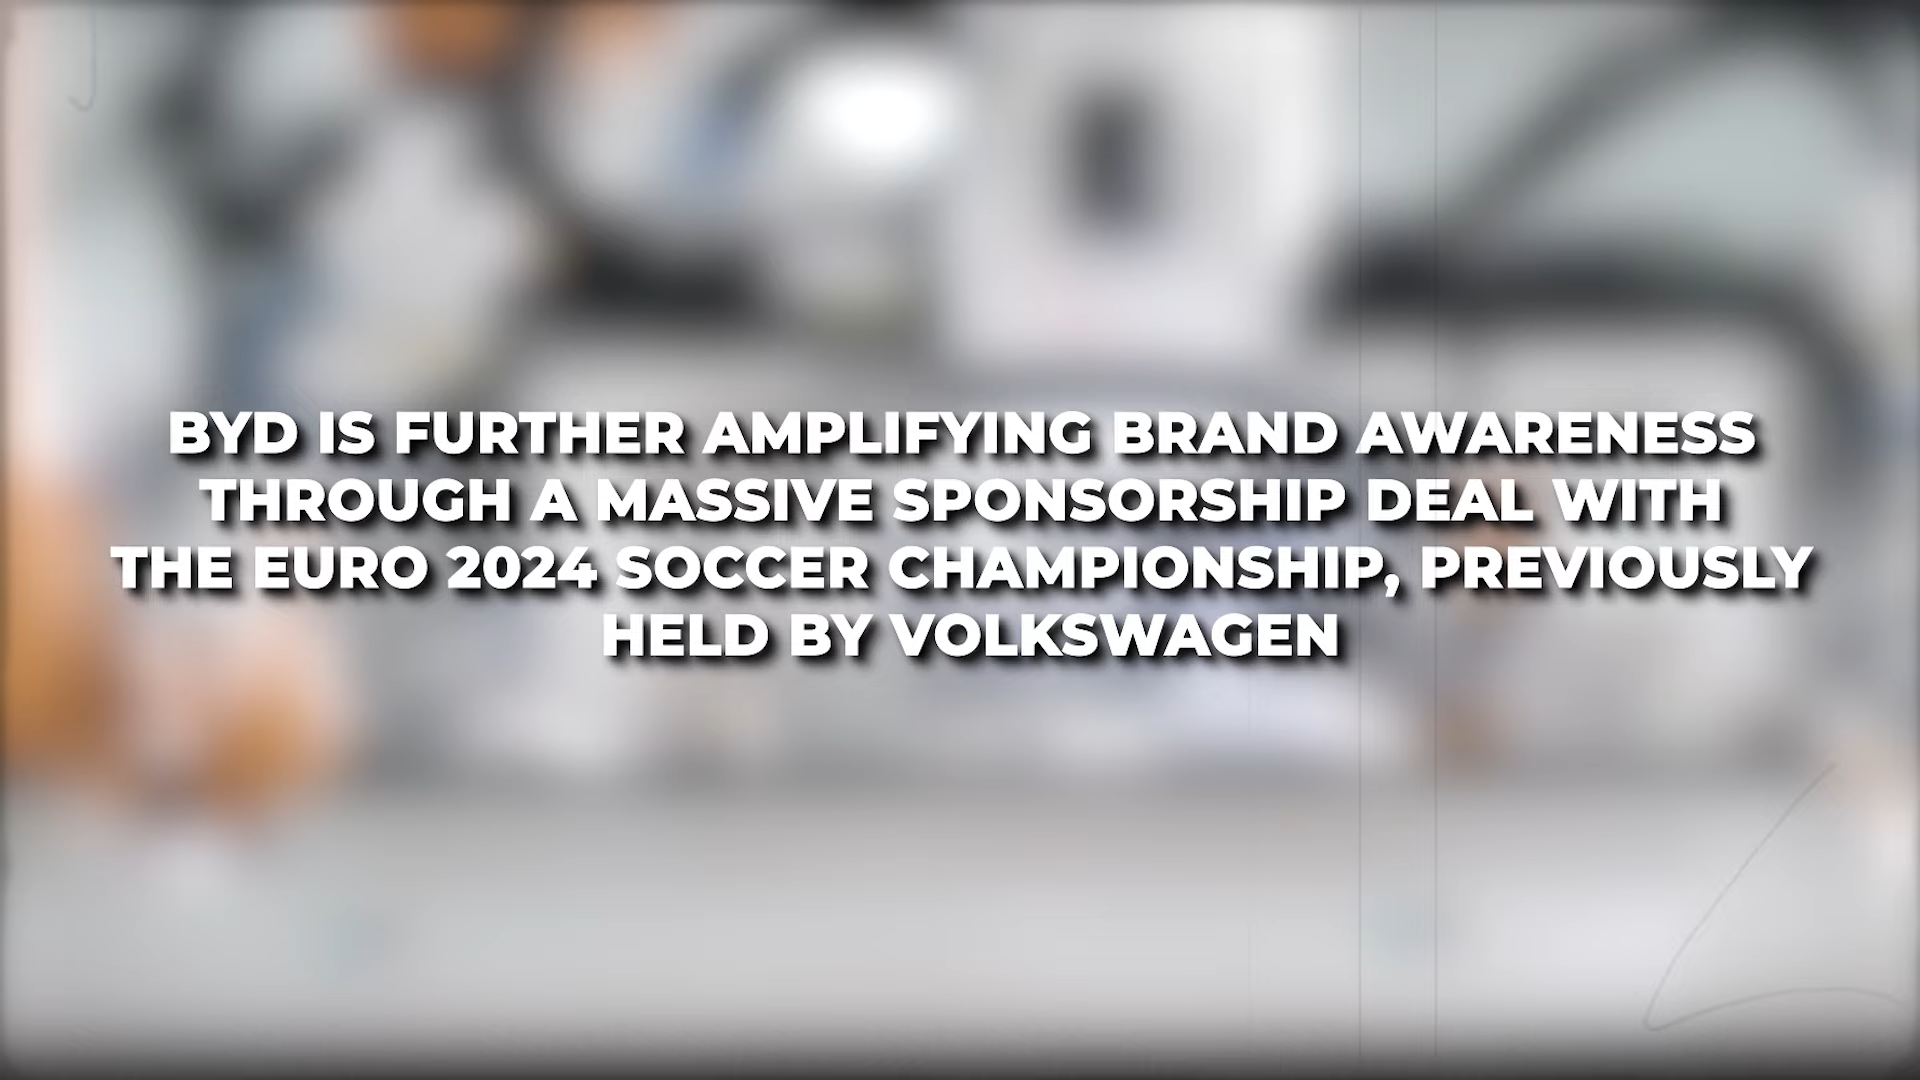 BYD IS FURTHER AMPLIFYING BRAND AWARENESS
THROUGH A MASSIVE SPONSORSHIP DEAL WITH
THE EURO 2024 SOCCER CHAMPIONSHIP, PREVIOUSLY
HELD BY VOLKSWAGEN